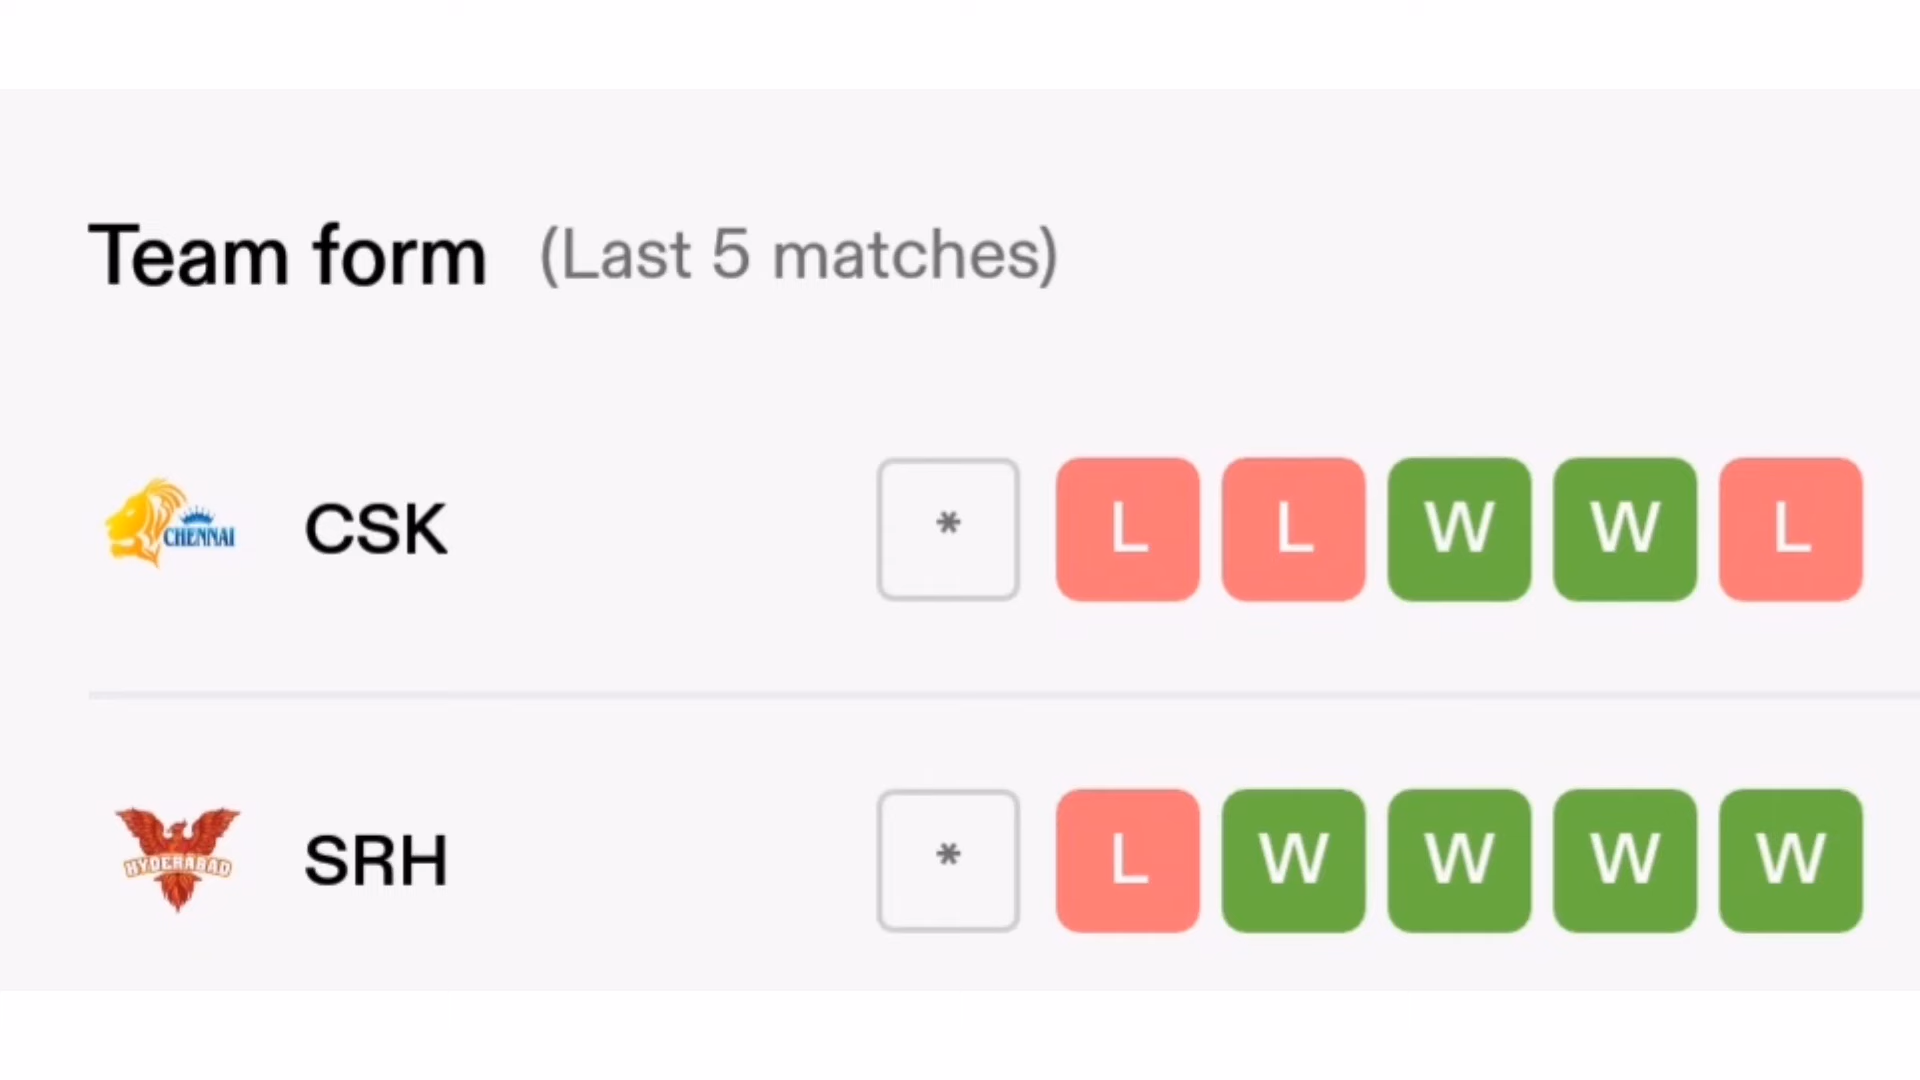 Team form (Last 5 matches)
CHENNAI CSK * L L W W L
HYDERABAD SRH * L W W W W